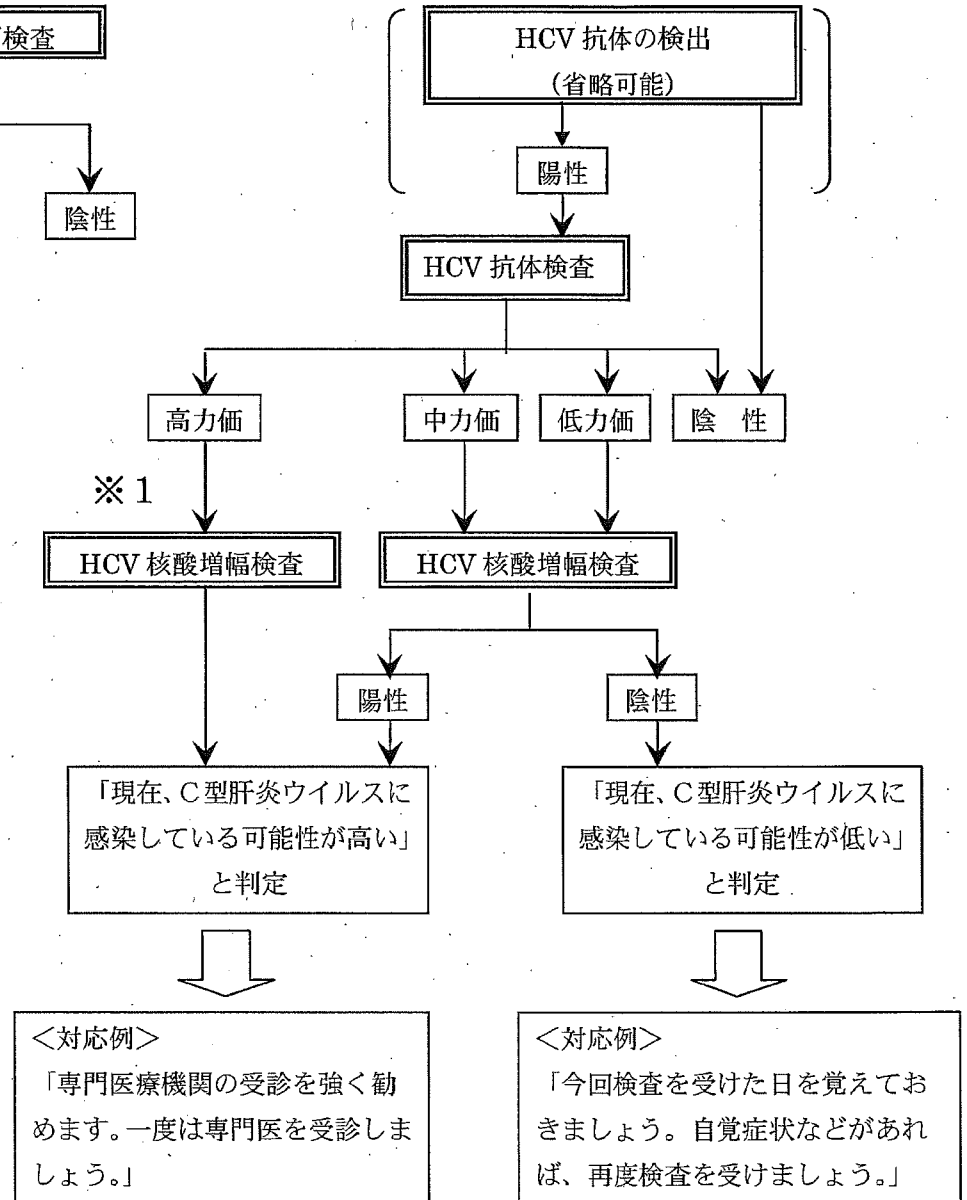 検査
陰性
HCV 抗体の検出
(省略可能)
陽性
HCV 抗体検査
高力価
中力価
低力価
陰 性
※1
HCV 核酸増幅検査
HCV 核酸増幅検査
陽性
陰性
「現在、C型肝炎ウイルスに
感染している可能性が高い」
と判定
「現在、C型肝炎ウイルスに
感染している可能性が低い」
と判定
＜対応例＞
「専門医療機関の受診を強く勧
めます。一度は専門医を受診しま
しょう。」
＜対応例＞
「今回検査を受けた日を覚えてお
きましょう。自覚症状などがあれ
ば、再度検査を受けましょう。」